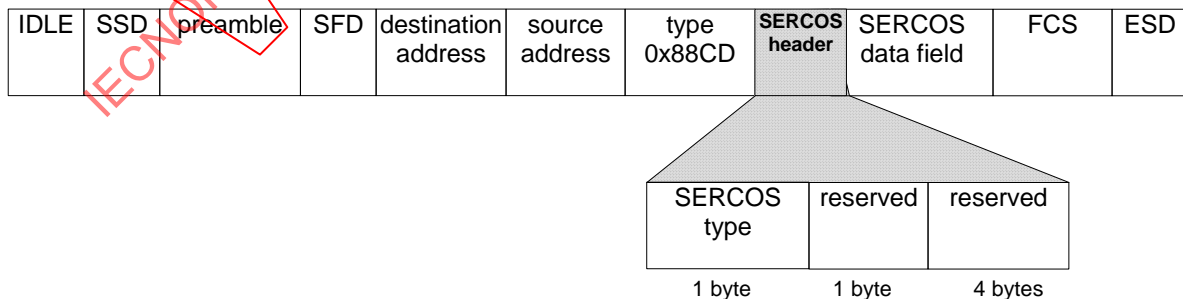 IDLE SSD preamble SFD destination address source address type 0x88CD SERCOS header SERCOS data field FCS ESD
SERCOS type reserved reserved
1 byte 1 byte 4 bytes